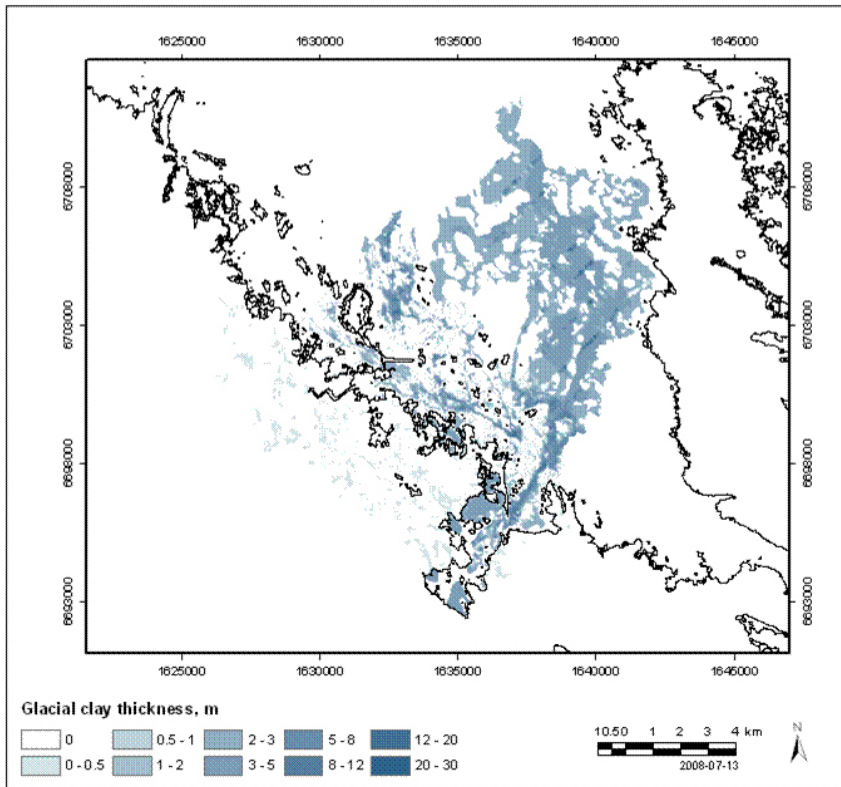 1625000 1630000 1635000 1640000 1645000
6708000 6708000
6703000 6703000
6698000 6698000
6693000 6693000
1625000 1630000 1635000 1640000 1645000
Glacial clay thickness, m
0 0.5 - 1 2 - 3 5 - 8 12 - 20
0 - 0.5 1 - 2 3 - 5 8 - 12 20 - 30
10.50 1 2 3 4 km
2008-07-13
N